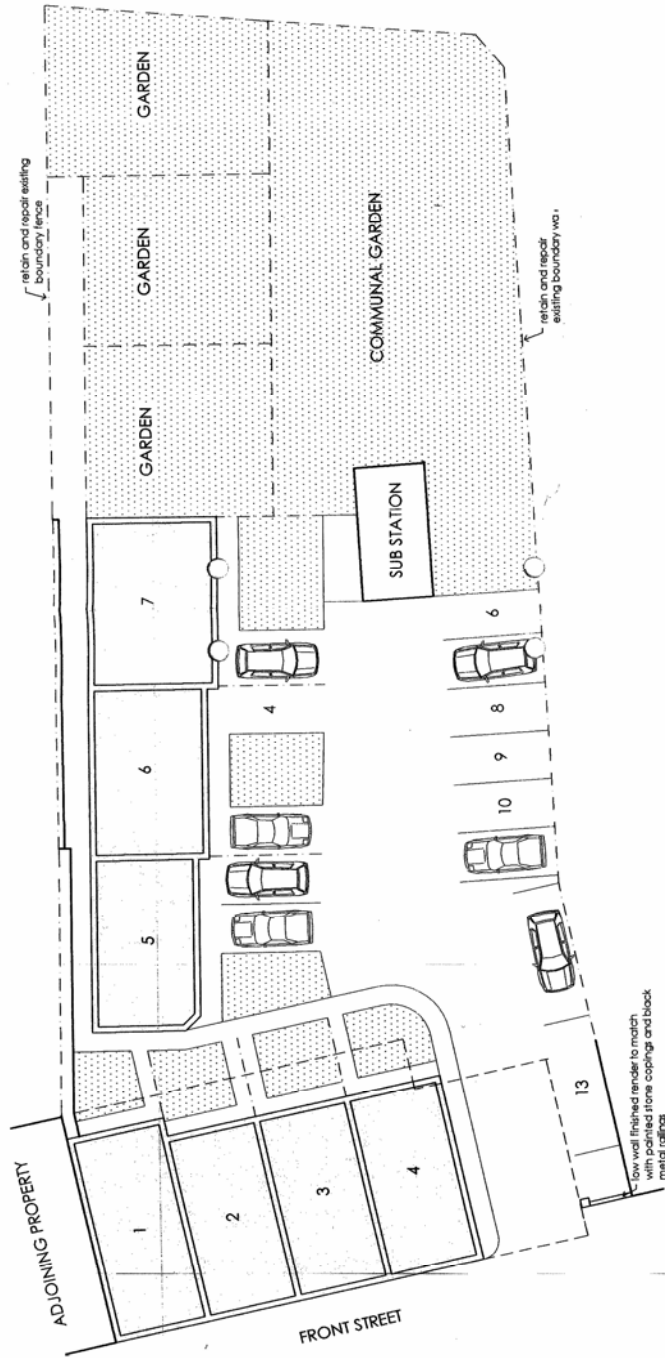 retain and repair existing
boundary fence
GARDEN
GARDEN
GARDEN
COMMUNAL GARDEN
retain and repair
existing boundary wa
SUB STATION
7
6
5
4
6
8
9
10
13
ADJOINING PROPERTY
1
2
3
4
FRONT STREET
low wall finished render to match
with painted stone copings and black
metal railings